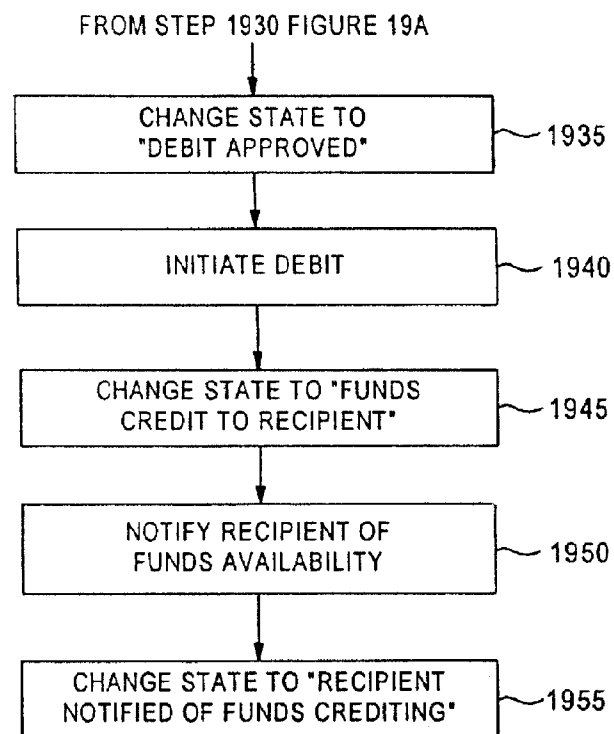 FROM STEP 1930 FIGURE 19A
CHANGE STATE TO
"DEBIT APPROVED"
1935
INITIATE DEBIT
1940
CHANGE STATE TO "FUNDS
CREDIT TO RECIPIENT"
1945
NOTIFY RECIPIENT OF
FUNDS AVAILABILITY
1950
CHANGE STATE TO "RECIPIENT
NOTIFIED OF FUNDS CREDITING"
1955